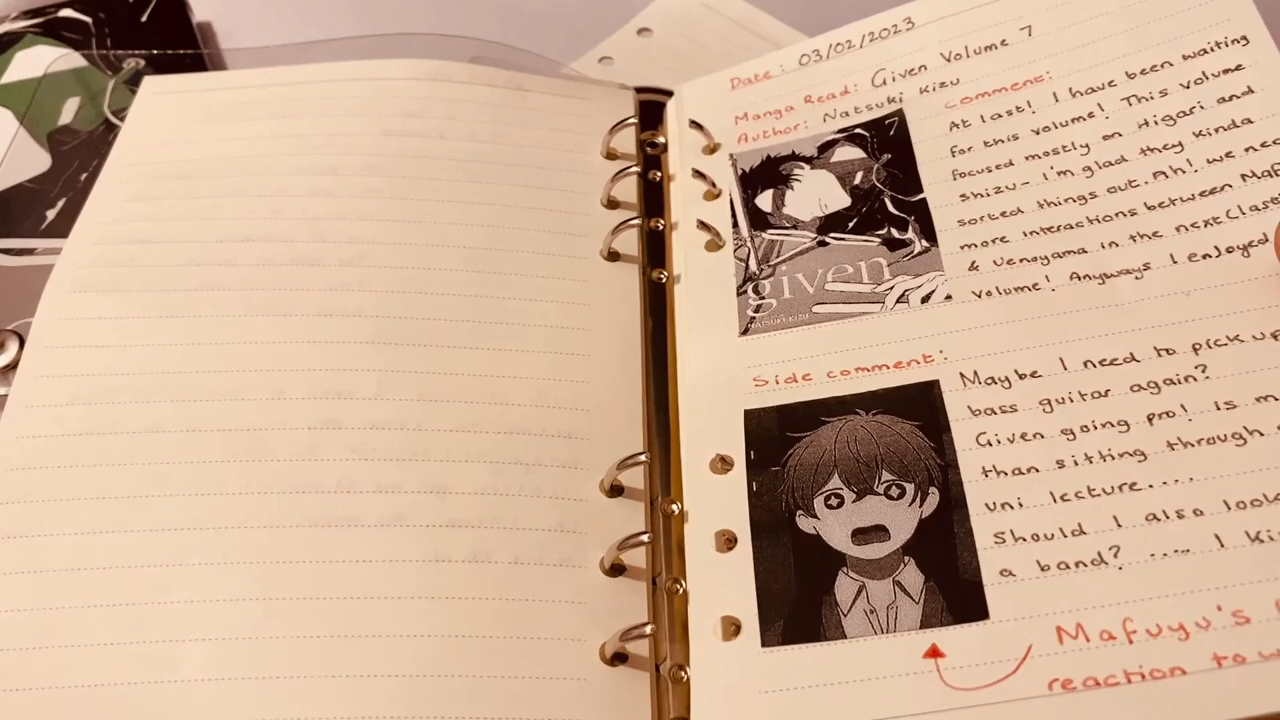 Date: 03/02/2023
Manga Read: Given Volume 7
Author: Natsuki Kizu
7
given
NATSUKI KIZU
Comment:
At last! I have been waiting
for this volume! This volume
focused mostly on Higari and
Shizu- I'm glad they kinda
sorted things out. Ah! we nee
more interactions between Maf
& Uenoyama in the next (last
volume! Anyways I enjoyed
Side comment:
Maybe I need to pick up
bass guitar again?
Given going pro! is m
than sitting through
uni lecture....
Should I also look
a band? ..... I Ki
Mafuyu's
reaction to w